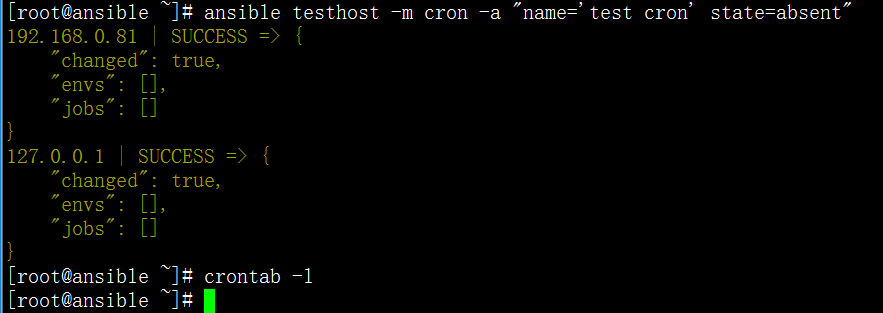 [root@ansible ~]# ansible testhost -m cron -a "name='test cron' state=absent"
192.168.0.81 | SUCCESS => {
    "changed": true,
    "envs": [],
    "jobs": []
}
127.0.0.1 | SUCCESS => {
    "changed": true,
    "envs": [],
    "jobs": []
}
[root@ansible ~]# crontab -l
[root@ansible ~]#